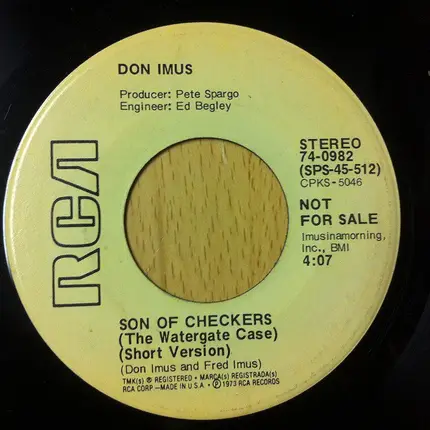 DON IMUS
Producer: Pete Spargo
Engineer: Ed Begley
RCA
STEREO
74-0982
(SPS-45-512)
CPKS-5046
NOT
FOR SALE
Imusinamorning,
Inc., BMI
4:07
SON OF CHECKERS
(The Watergate Case)
(Short Version)
(Don Imus and Fred Imus)
TMK(s) ® REGISTERED • MARCA(s) REGISTRADA(s)
RCA CORP—MADE IN U.S.A. • ℗ 1973 RCA RECORDS